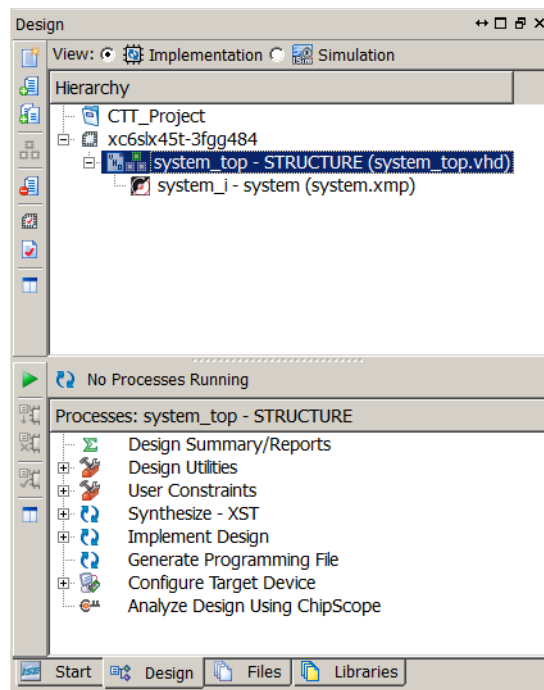 Design
View: Implementation Simulation
Hierarchy
CTT_Project
xc6slx45t-3fgg484
system_top - STRUCTURE (system_top.vhd)
system_i - system (system.xmp)
No Processes Running
Processes: system_top - STRUCTURE
Design Summary/Reports
Design Utilities
User Constraints
Synthesize - XST
Implement Design
Generate Programming File
Configure Target Device
Analyze Design Using ChipScope
ISE Start Design Files Libraries